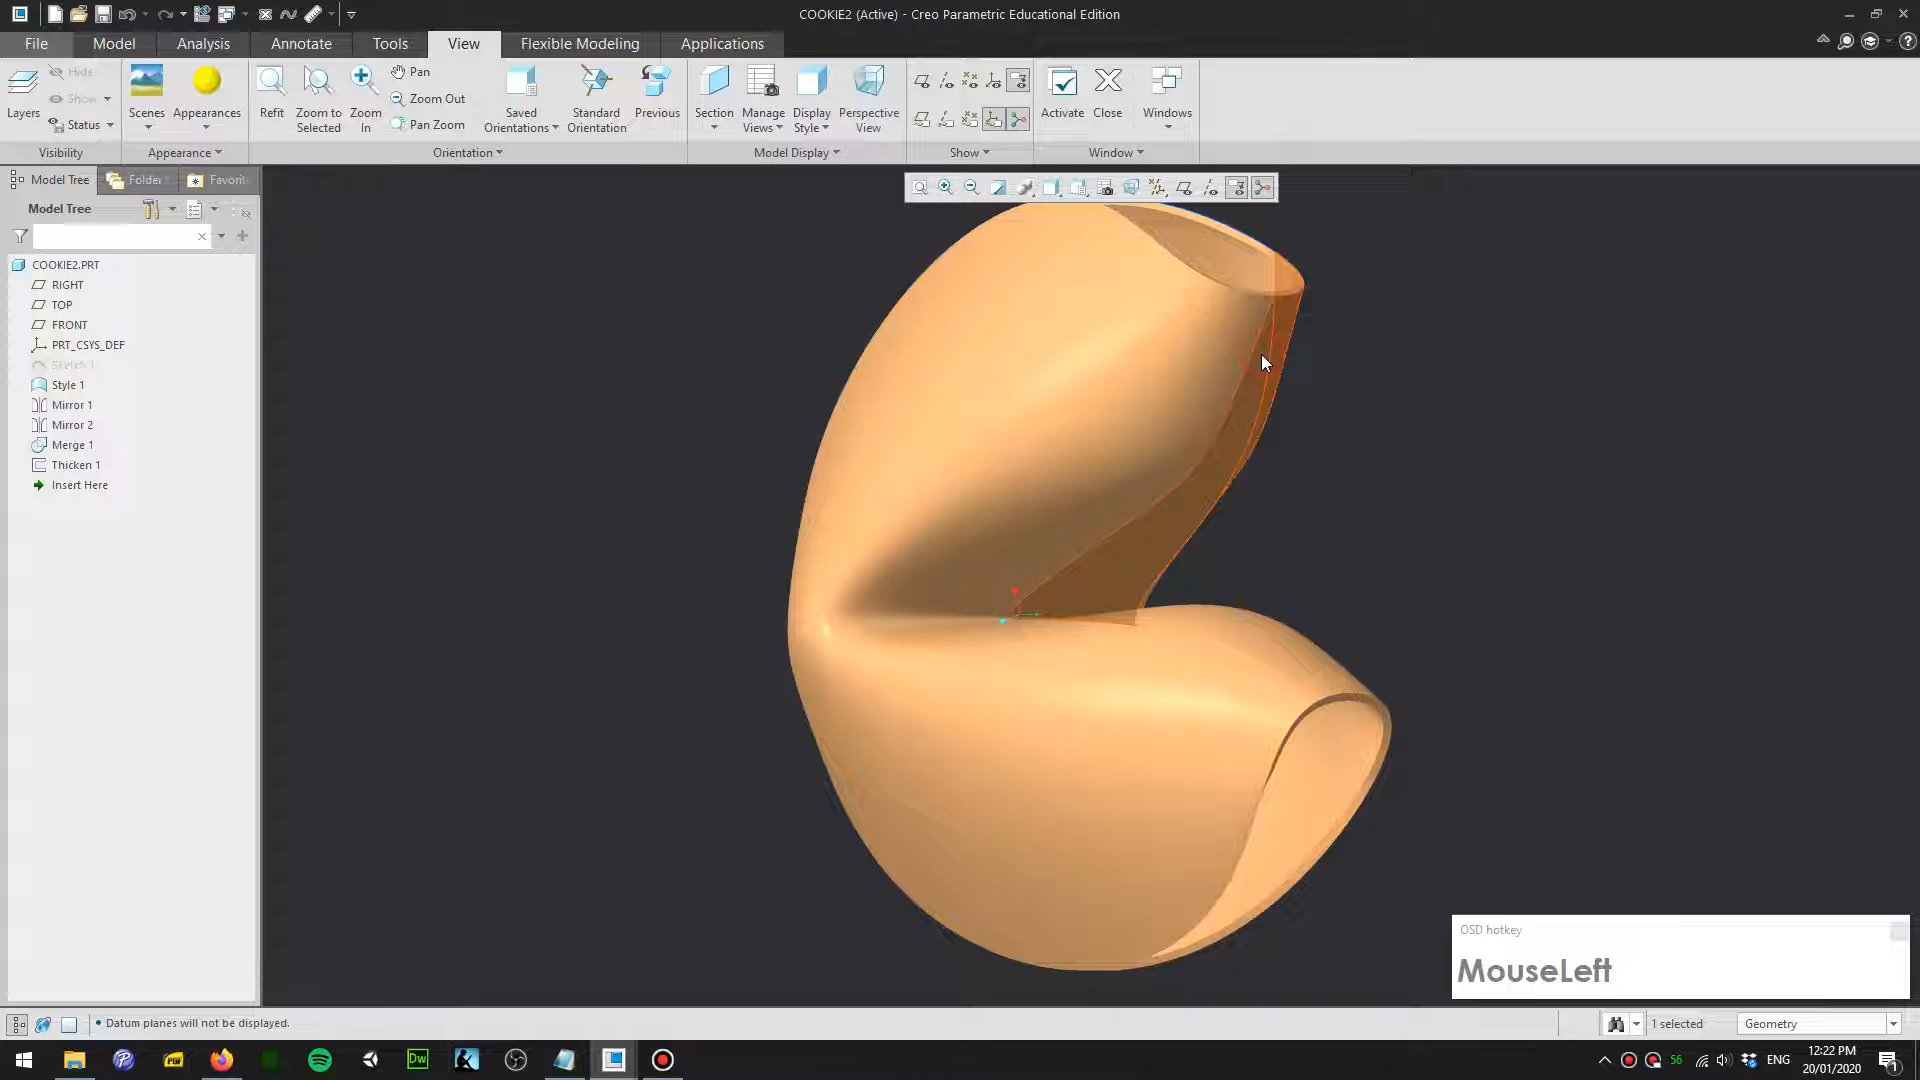 COOKIE2 (Active) - Creo Parametric Educational Edition
File Model Analysis Annotate Tools View Flexible Modeling Applications
Layers
Hide
Show
Status
Visibility
Scenes
Appearances
Appearance
Refit
Zoom to Selected
Zoom In
Pan
Zoom Out
Pan Zoom
Saved Orientations
Standard Orientation
Previous
Orientation
Section
Manage Views
Display Style
Perspective View
Model Display
Show
Activate
Close
Windows
Window
Model Tree Folder Favorit
Model Tree
COOKIE2.PRT
RIGHT
TOP
FRONT
PRT_CSYS_DEF
Sketch 1
Style 1
Mirror 1
Mirror 2
Merge 1
Thicken 1
Insert Here
OSD hotkey
MouseLeft
• Datum planes will not be displayed.
1 selected
Geometry
Dw
56
ENG
12:22 PM
20/01/2020
1